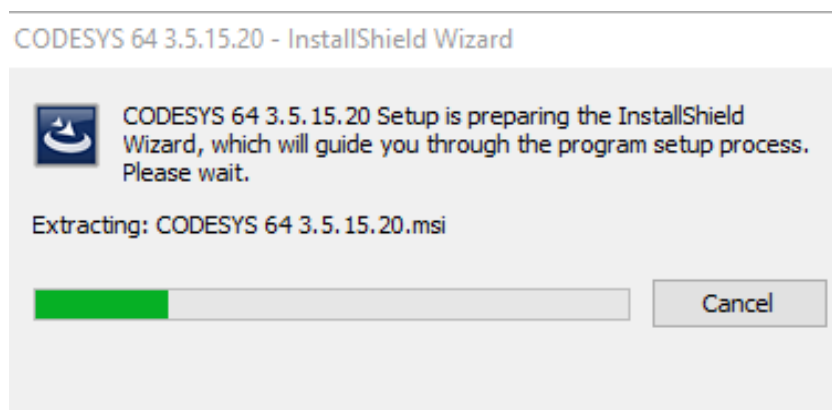 CODESYS 64 3.5.15.20 - InstallShield Wizard
CODESYS 64 3.5.15.20 Setup is preparing the InstallShield
Wizard, which will guide you through the program setup process.
Please wait.
Extracting: CODESYS 64 3.5.15.20.msi
Cancel